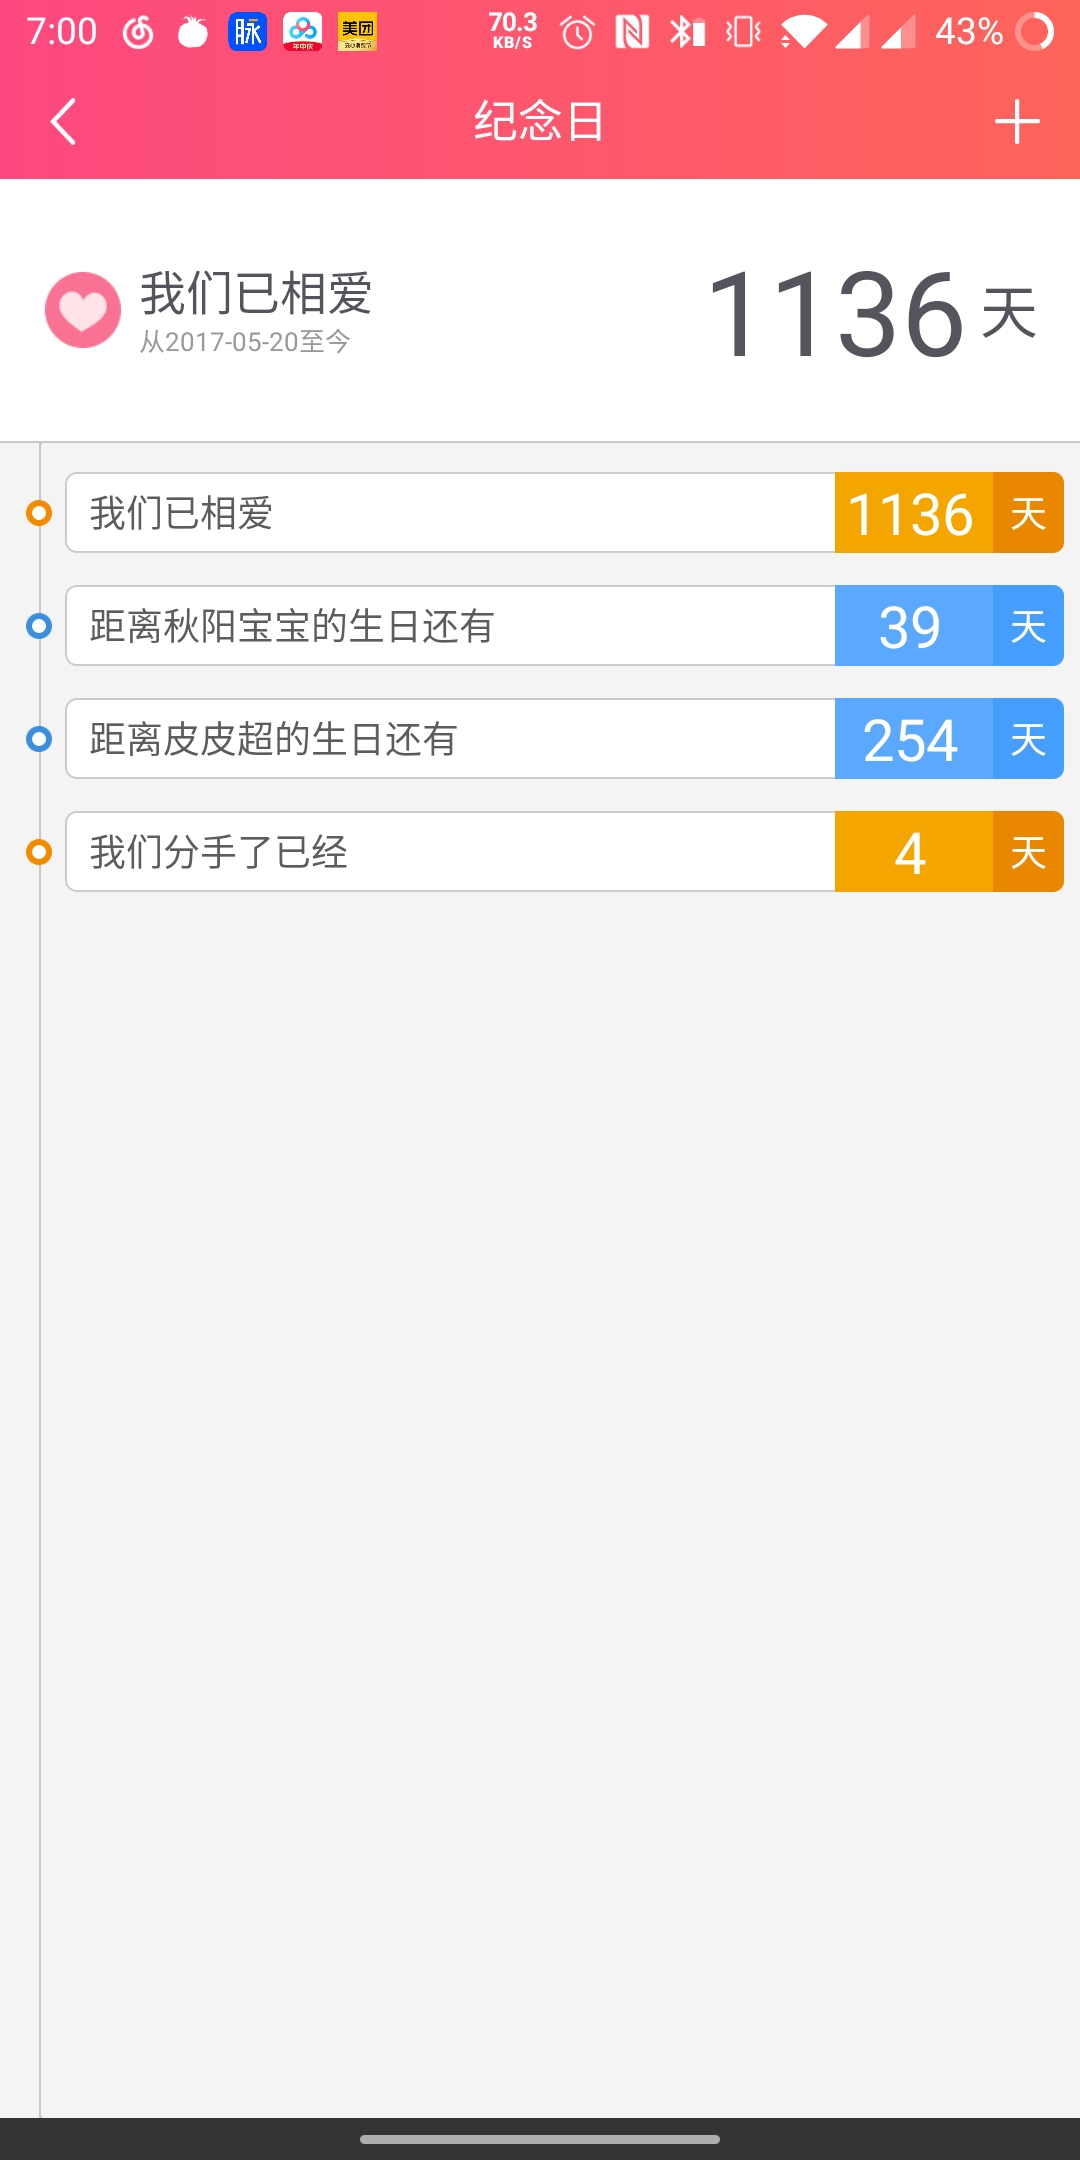 7:00
脉
年中庆
美团
70.3
KB/S
43%
纪念日
我们已相爱
从2017-05-20至今
1136 天
我们已相爱 1136 天
距离秋阳宝宝的生日还有 39 天
距离皮皮超的生日还有 254 天
我们分手了已经 4 天